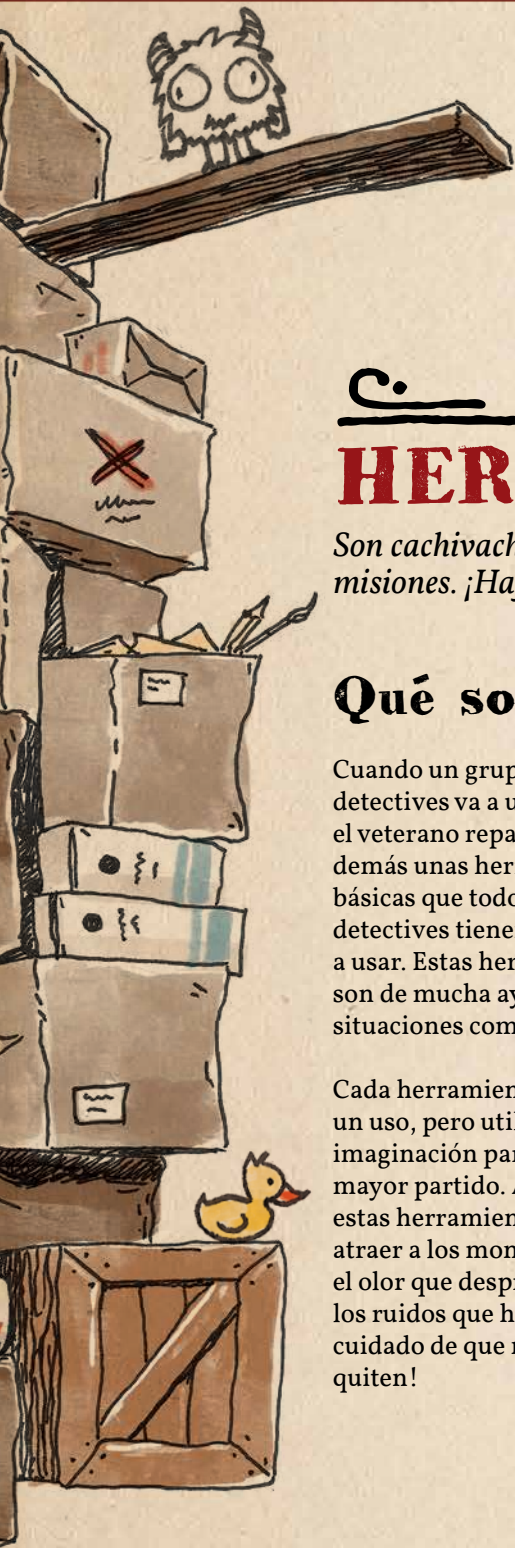 HER
Son cachivach
misiones. ¡Ha
Qué so
Cuando un grup
detectives va a u
el veterano repa
demás unas her
básicas que todo
detectives tiene
a usar. Estas her
son de mucha ay
situaciones com
Cada herramien
un uso, pero util
imaginación par
mayor partido. A
estas herramien
atraer a los mon
el olor que despr
los ruidos que h
cuidado de que
quiten!